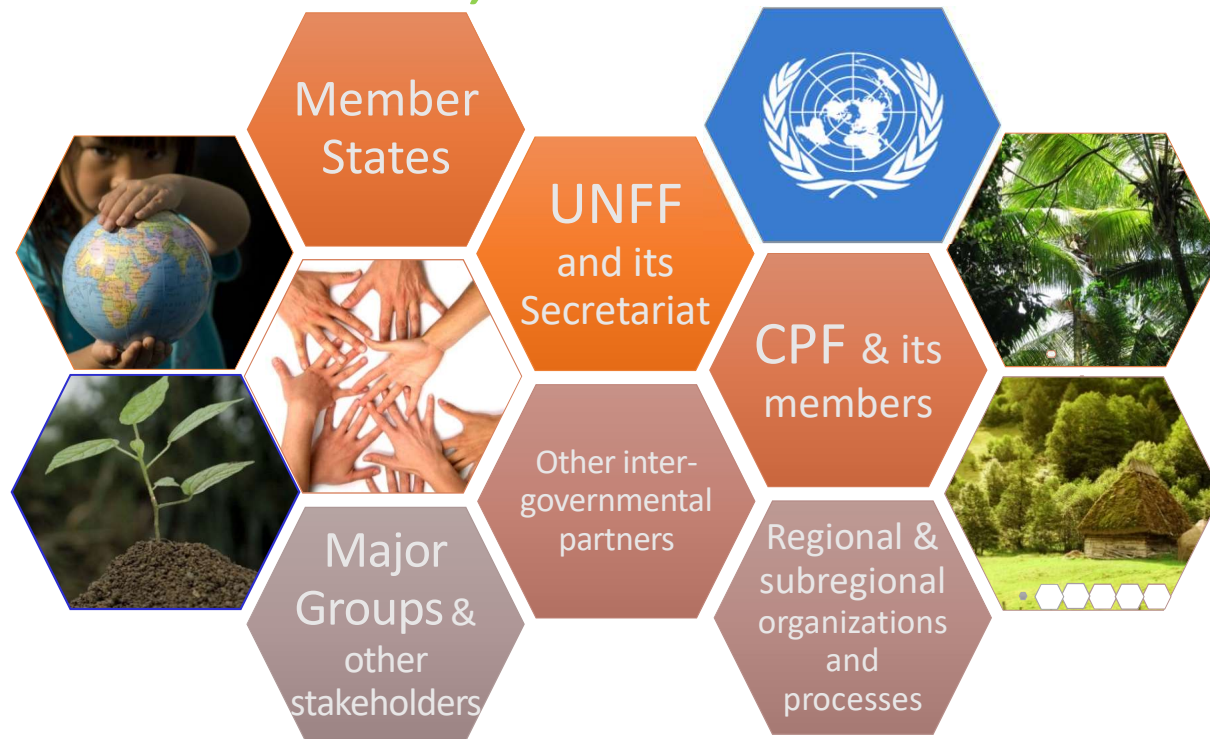 Member
States
UNFF
and its
Secretariat
CPF & its
members
Other inter-
governmental
partners
Major
Groups &
other
stakeholders
Regional &
subregional
organizations
and
processes